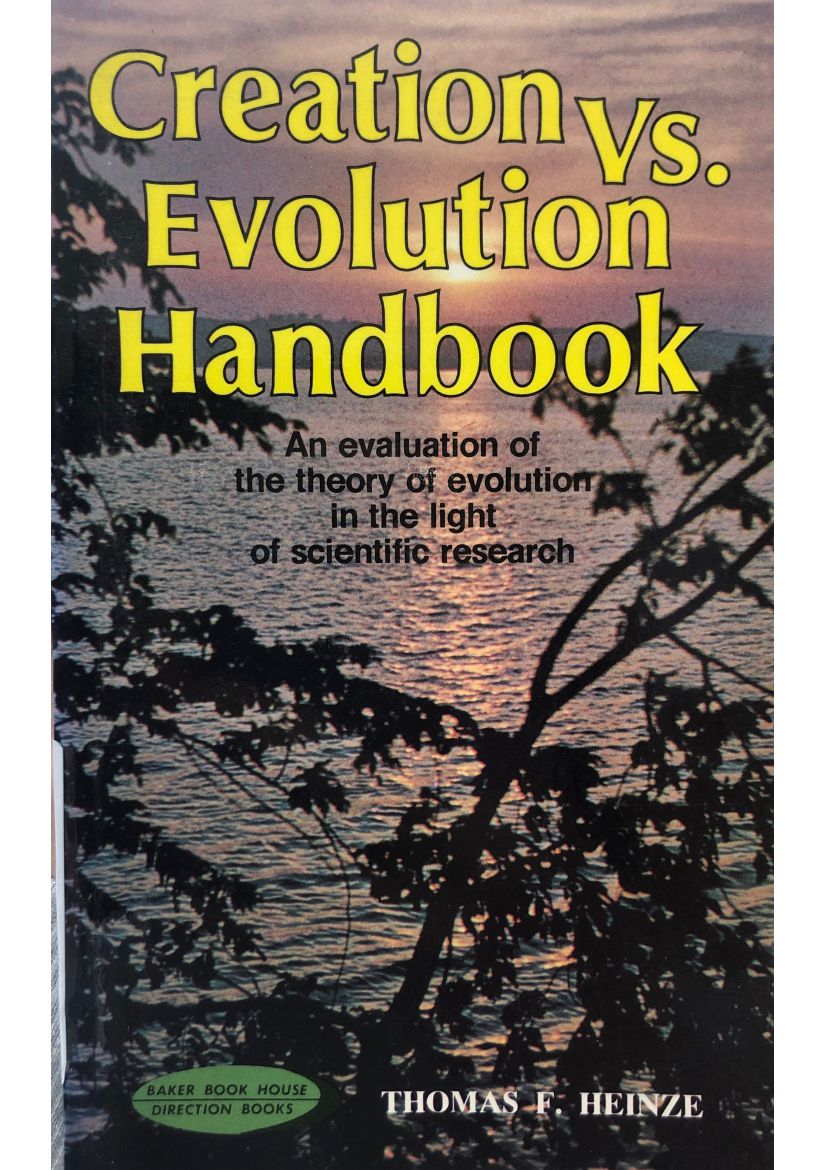 Creation vs.
Evolution
Handbook
An evaluation of
the theory of evolution
in the light
of scientific research
BAKER BOOK HOUSE
DIRECTION BOOKS
THOMAS F. HEINZE